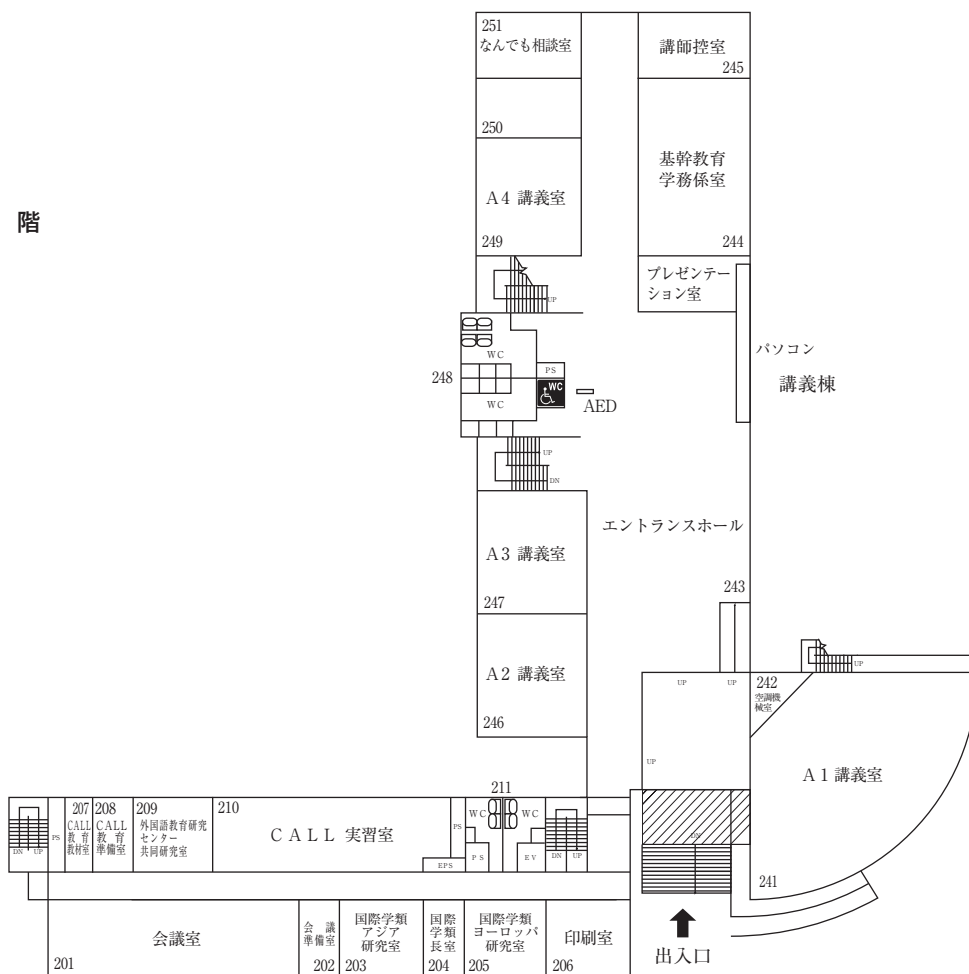 251
なんでも相談室
講師控室
245
250
基幹教育
学務係室
A4 講義室
階
249
244
プレゼンテー
ション室
UP
パソコン
WC
PS
248
WC
講義棟
WC
AED
UP
DN
エントランスホール
A3 講義室
243
247
UP
UP
UP
242
空調機
械室
A2 講義室
246
UP
A1 講義室
211
207
CALL
教育
教材室
208
CALL
教育
準備室
209
外国語教育研究
センター
共同研究室
210
CALL 実習室
PS
DN
UP
PS
EPS
WC
WC
PS
EV
DN
UP
DN
241
会議室
201
会議
準備室
202
国際学類
アジア
研究室
203
国際
学類
長室
204
国際学類
ヨーロッパ
研究室
205
印刷室
206
出入口